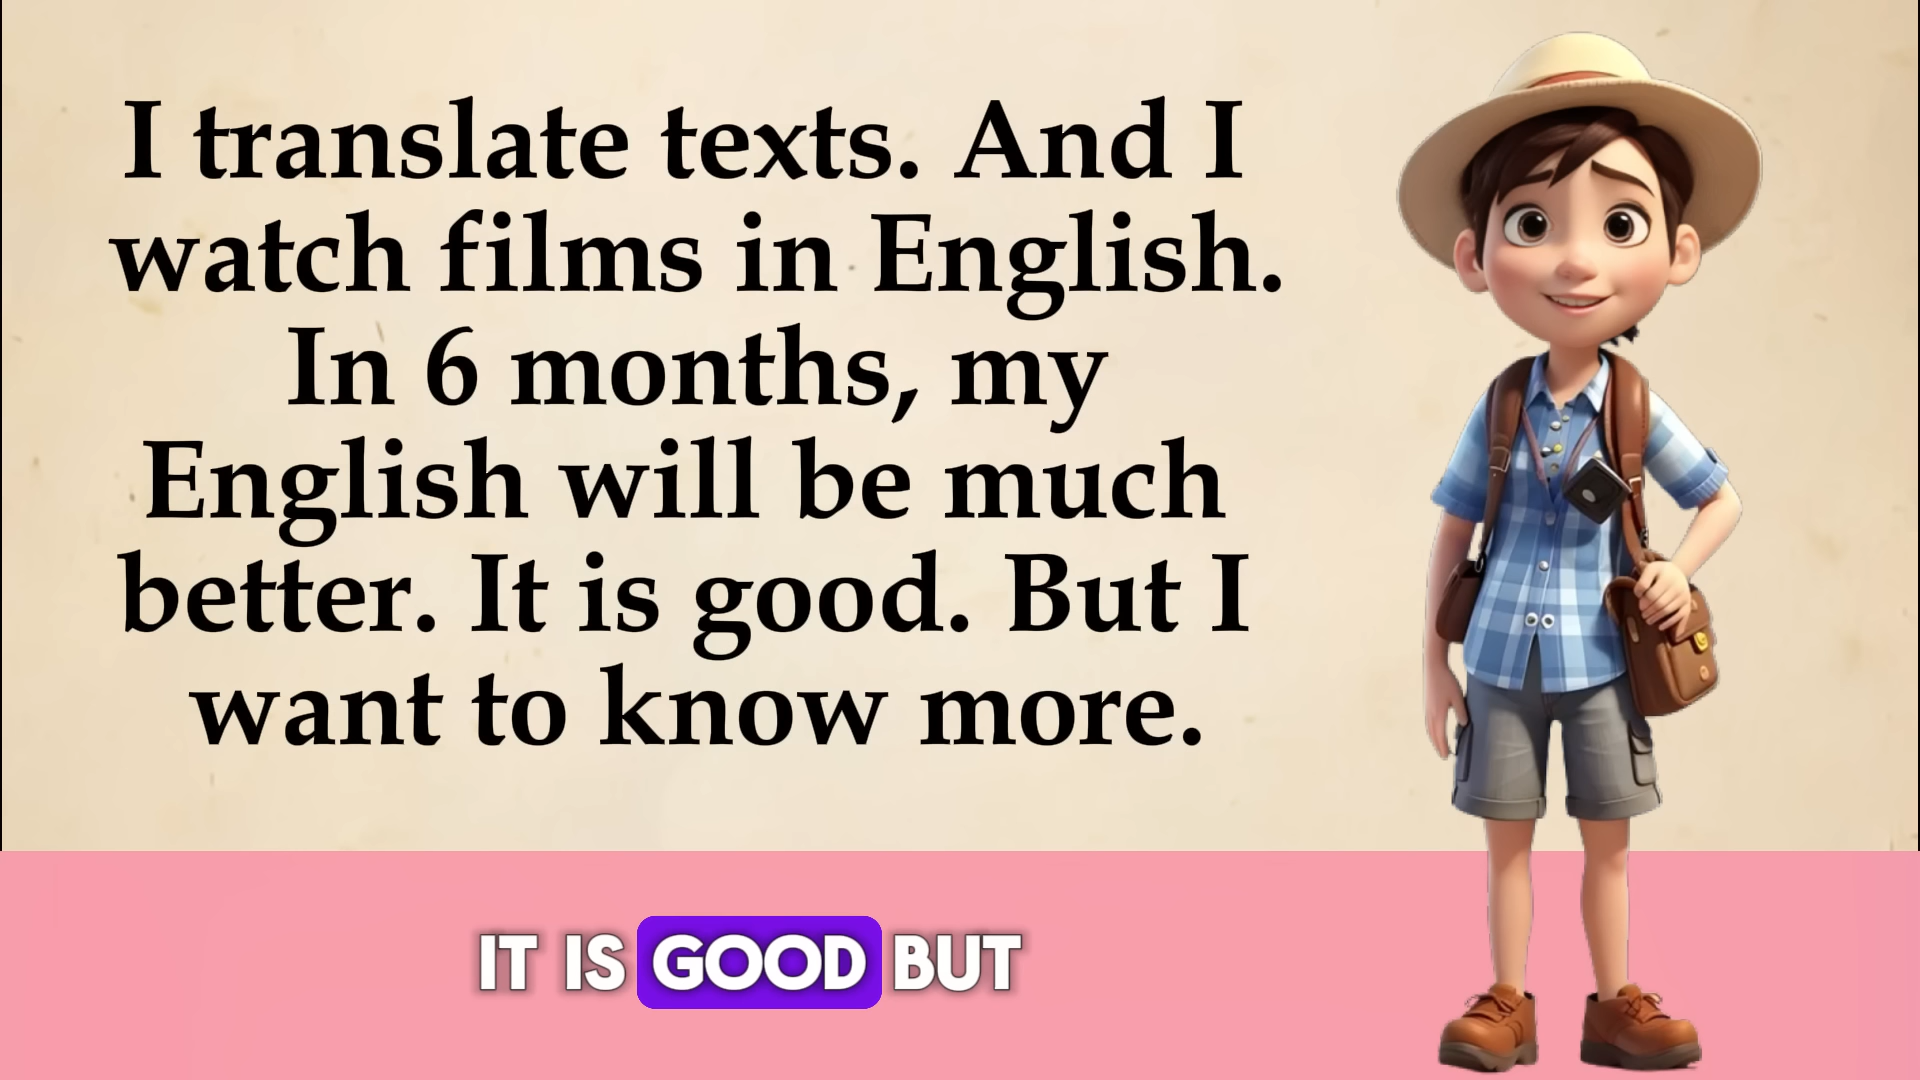 I translate texts. And I
watch films in English.
In 6 months, my
English will be much
better. It is good. But I
want to know more.
IT IS GOOD BUT